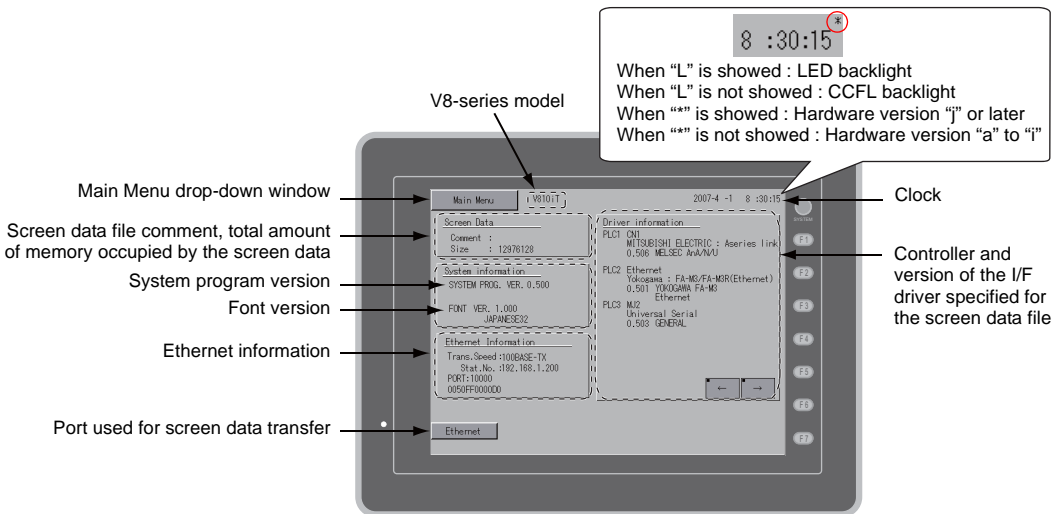 *
8 :30:15
When “L” is showed : LED backlight
When “L” is not showed : CCFL backlight
When “*” is showed : Hardware version “j” or later
When “*” is not showed : Hardware version “a” to “i”
V8-series model
Main Menu drop-down window
Screen data file comment, total amount
of memory occupied by the screen data
System program version
Font version
Ethernet information
Port used for screen data transfer
Main Menu
V810iT
2007-4 -1 8 :30:15
Screen Data
Comment :
Size : 12976128
System information
SYSTEM PROG. VER. 0.500
FONT VER. 1.000
JAPANESE32
Ethernet Information
Trans.Speed :100BASE-TX
Stat.No. :192.168.1.200
PORT:10000
0050FF0000D0
Ethernet
Driver information
PLC1 CN1
MITSUBISHI ELECTRIC : Aseries link
0.506 MELSEC AnA/N/U
PLC2 Ethernet
Yokogawa : FA-M3/FA-M3R(Ethernet)
0.501 YOKOGAWA FA-M3
Ethernet
PLC3 MJ2
Universal Serial
0.503 GENERAL
← →
SYSTEM
F1
F2
F3
F4
F5
F6
F7
Clock
Controller and
version of the I/F
driver specified for
the screen data file